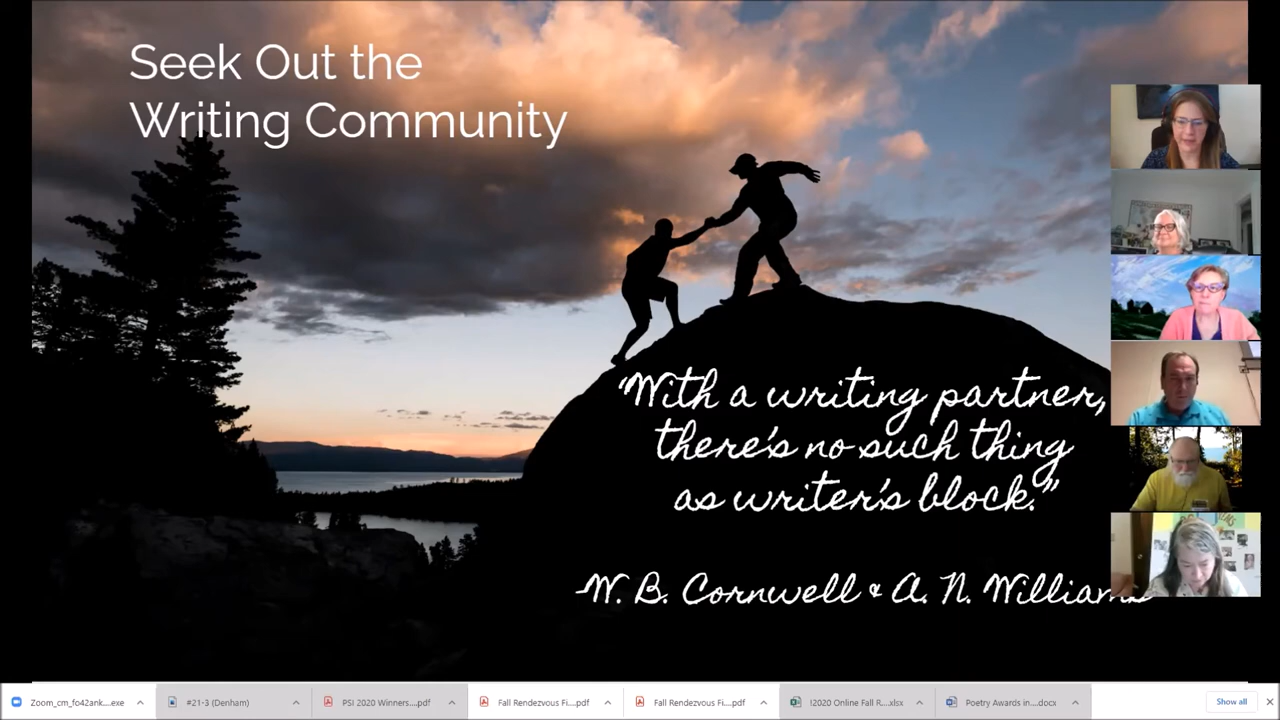 Seek Out the
Writing Community
"With a writing partner,
there's no such thing
as writer's block."
-W. B. Cornwell & A. N. Williams
Zoom_cm_fo42ank....exe
#21-3 (Denham)
PSI 2020 Winners....pdf
Fall Rendezvous Fi....pdf
Fall Rendezvous Fi....pdf
!2020 Online Fall R....xlsx
Poetry Awards in....docx
Show all